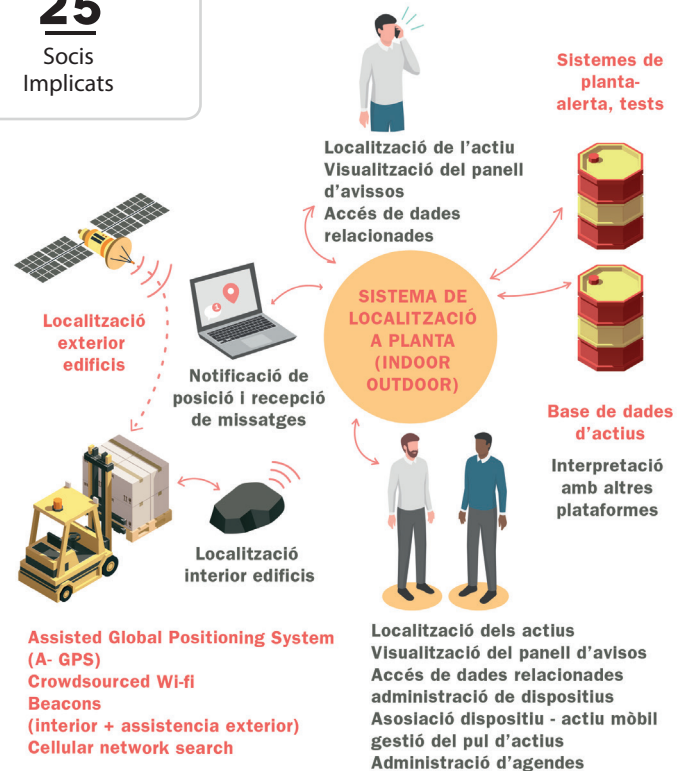 25
Socis
Implicats
Sistemes de
planta-
alerta, tests
Localització de l'actiu
Visualització del panell
d'avissos
Accés de dades
relacionades
Localització
exterior
edificis
Notificació de
posició i recepció
de missatges
SISTEMA DE
LOCALITZACIÓ
A PLANTA
(INDOOR
OUTDOOR)
Base de dades
d'actius
Interpretació
amb altres
plataformes
Localització
interior edificis
Assisted Global Positioning System
(A- GPS)
Crowdsourced Wi-fi
Beacons
(interior + assistencia exterior)
Cellular network search
Localització dels actius
Visualització del panell d'avisos
Accés de dades relacionades
administració de dispositius
Asosiació dispositiu - actiu mòbil
gestió del pul d'actius
Administració d'agendes